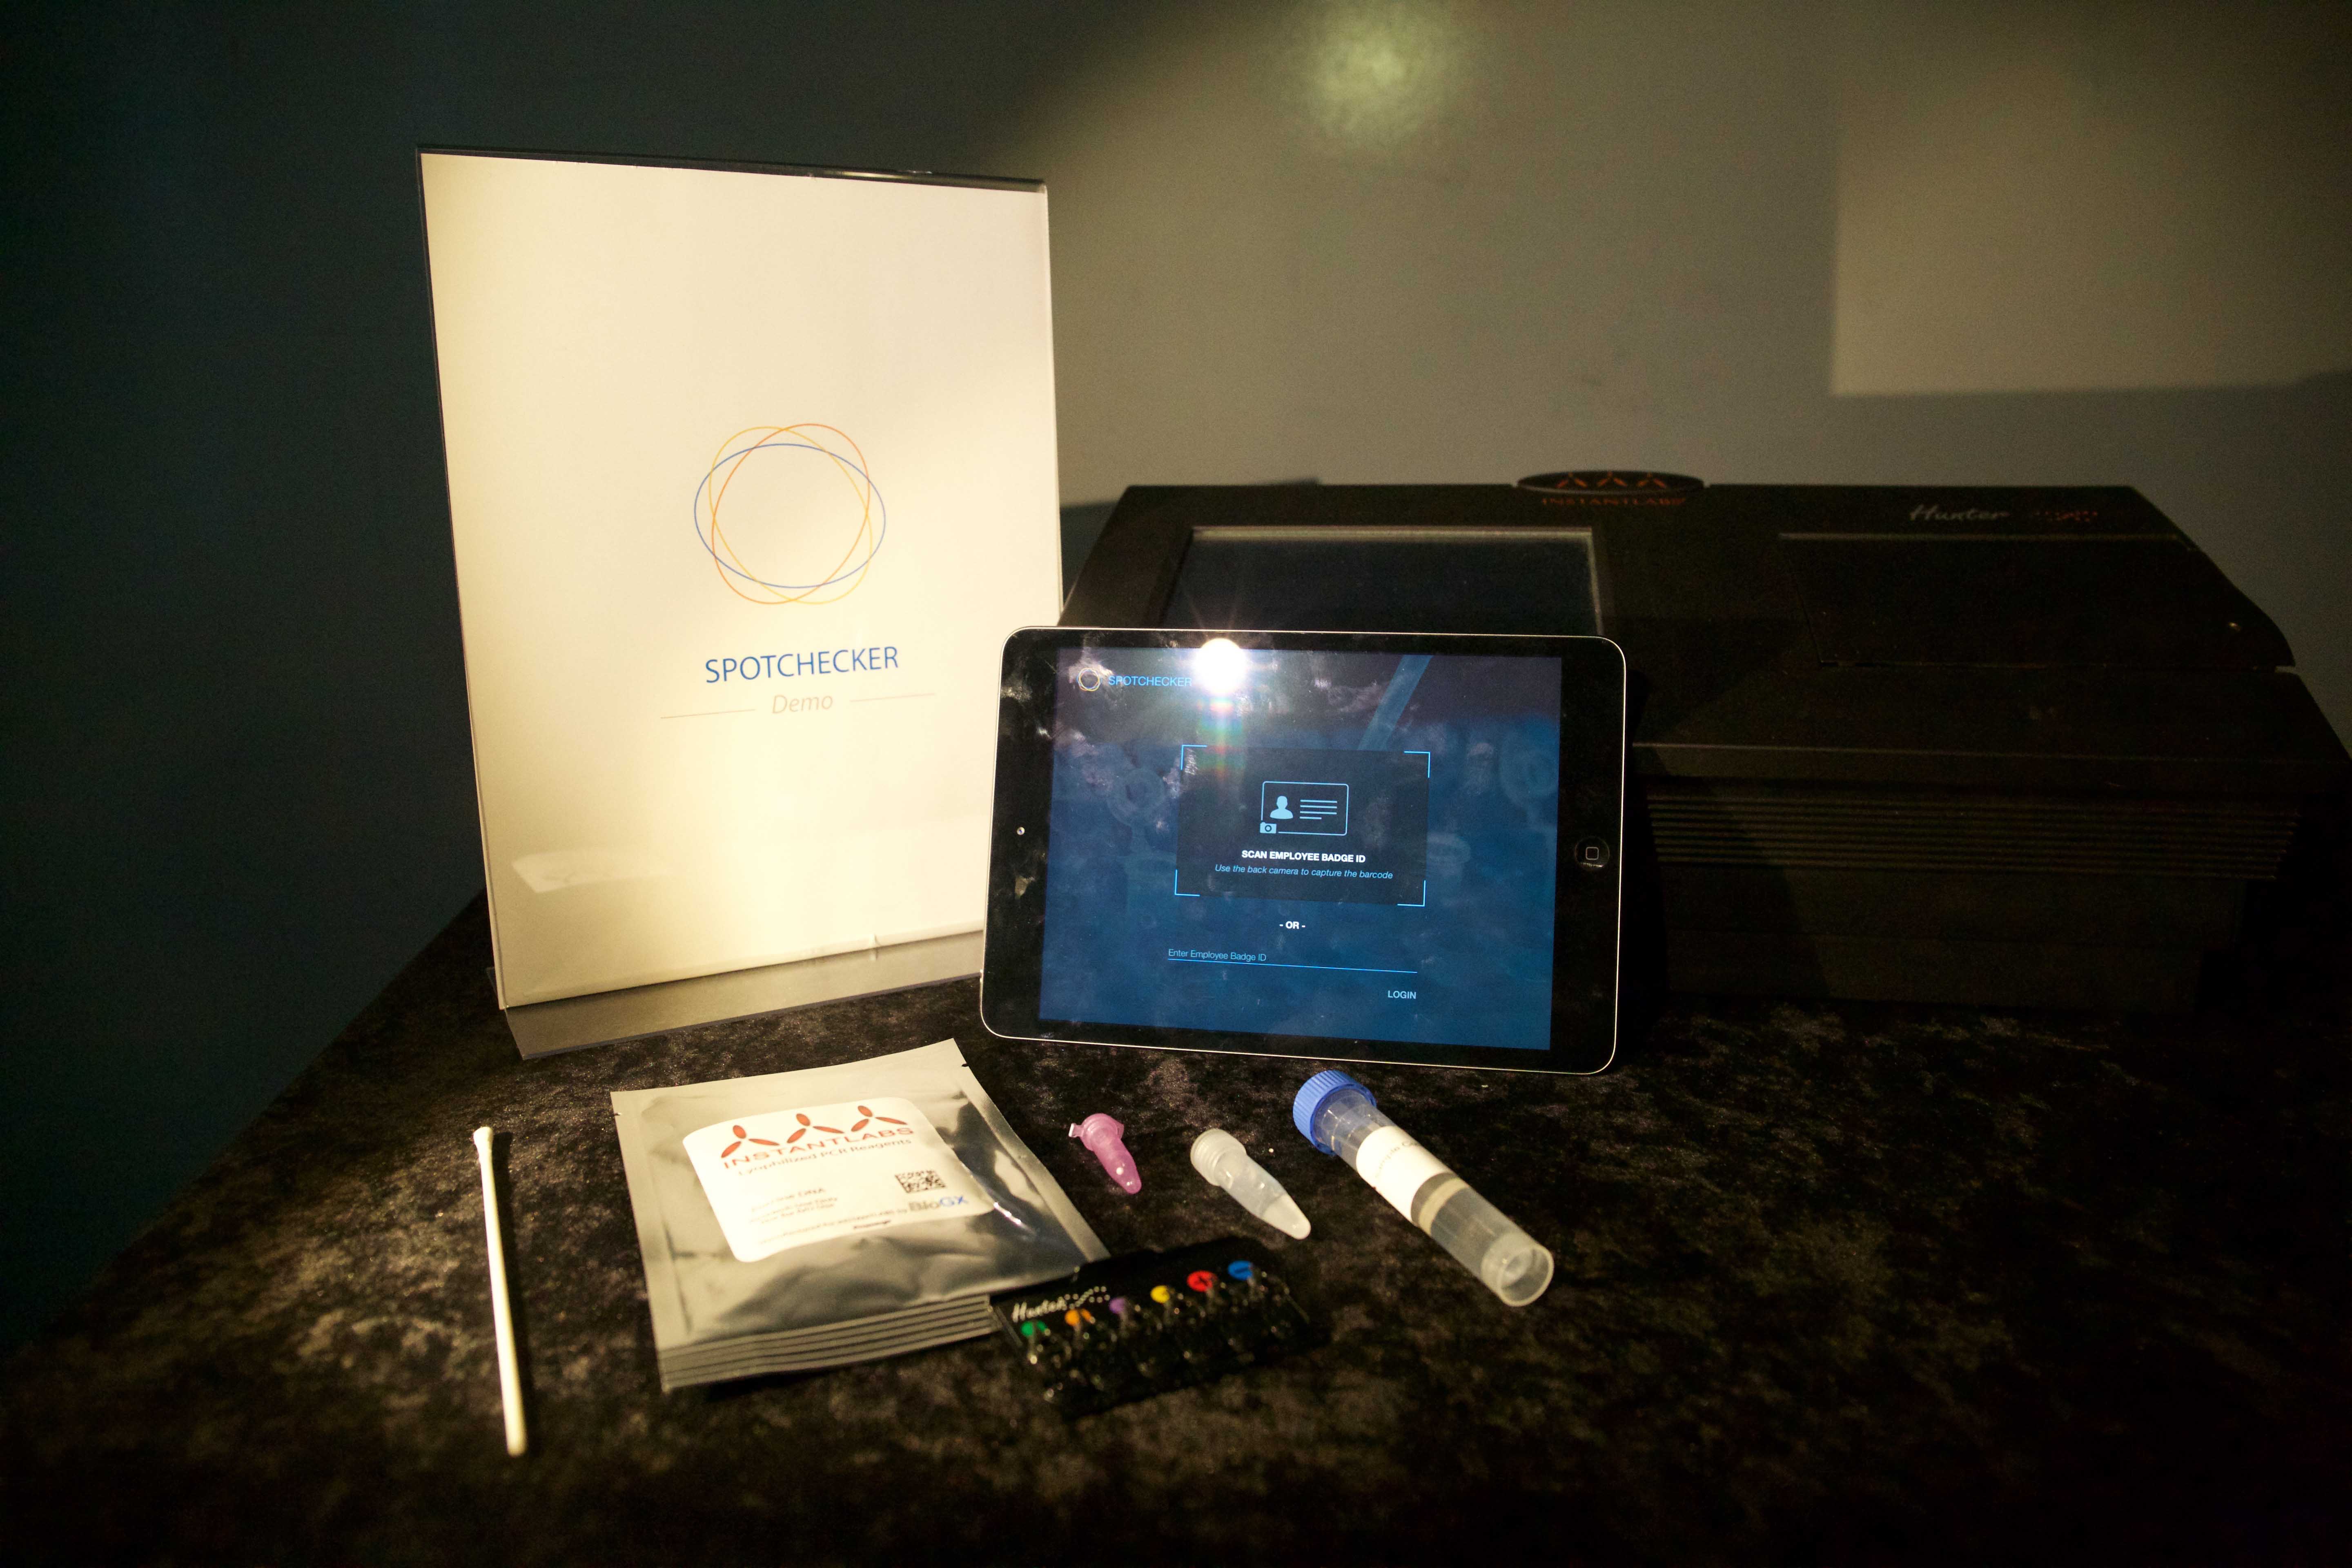 SPOTCHECKER
Demo
INSTANTLABS
Hunter
SPOTCHECKER
SCAN EMPLOYEE BADGE ID
Use the back camera to capture the barcode
- OR -
Enter Employee Badge ID
LOGIN
INSTANTLABS
Lyophilized PCR Reagents
DNA
BioGX
Hunter